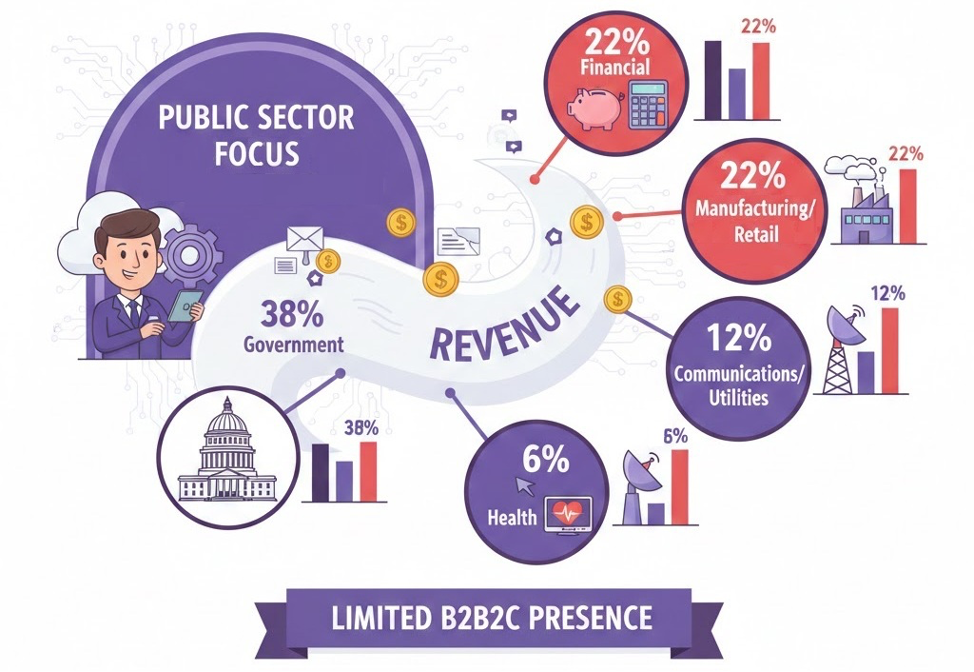 PUBLIC SECTOR
FOCUS
22%
Financial
22%
22%
Manufacturing/
Retail
22%
38%
Government
REVENUE
12%
Communications/
Utilities
12%
38%
6%
Health
6%
LIMITED B2B2C PRESENCE